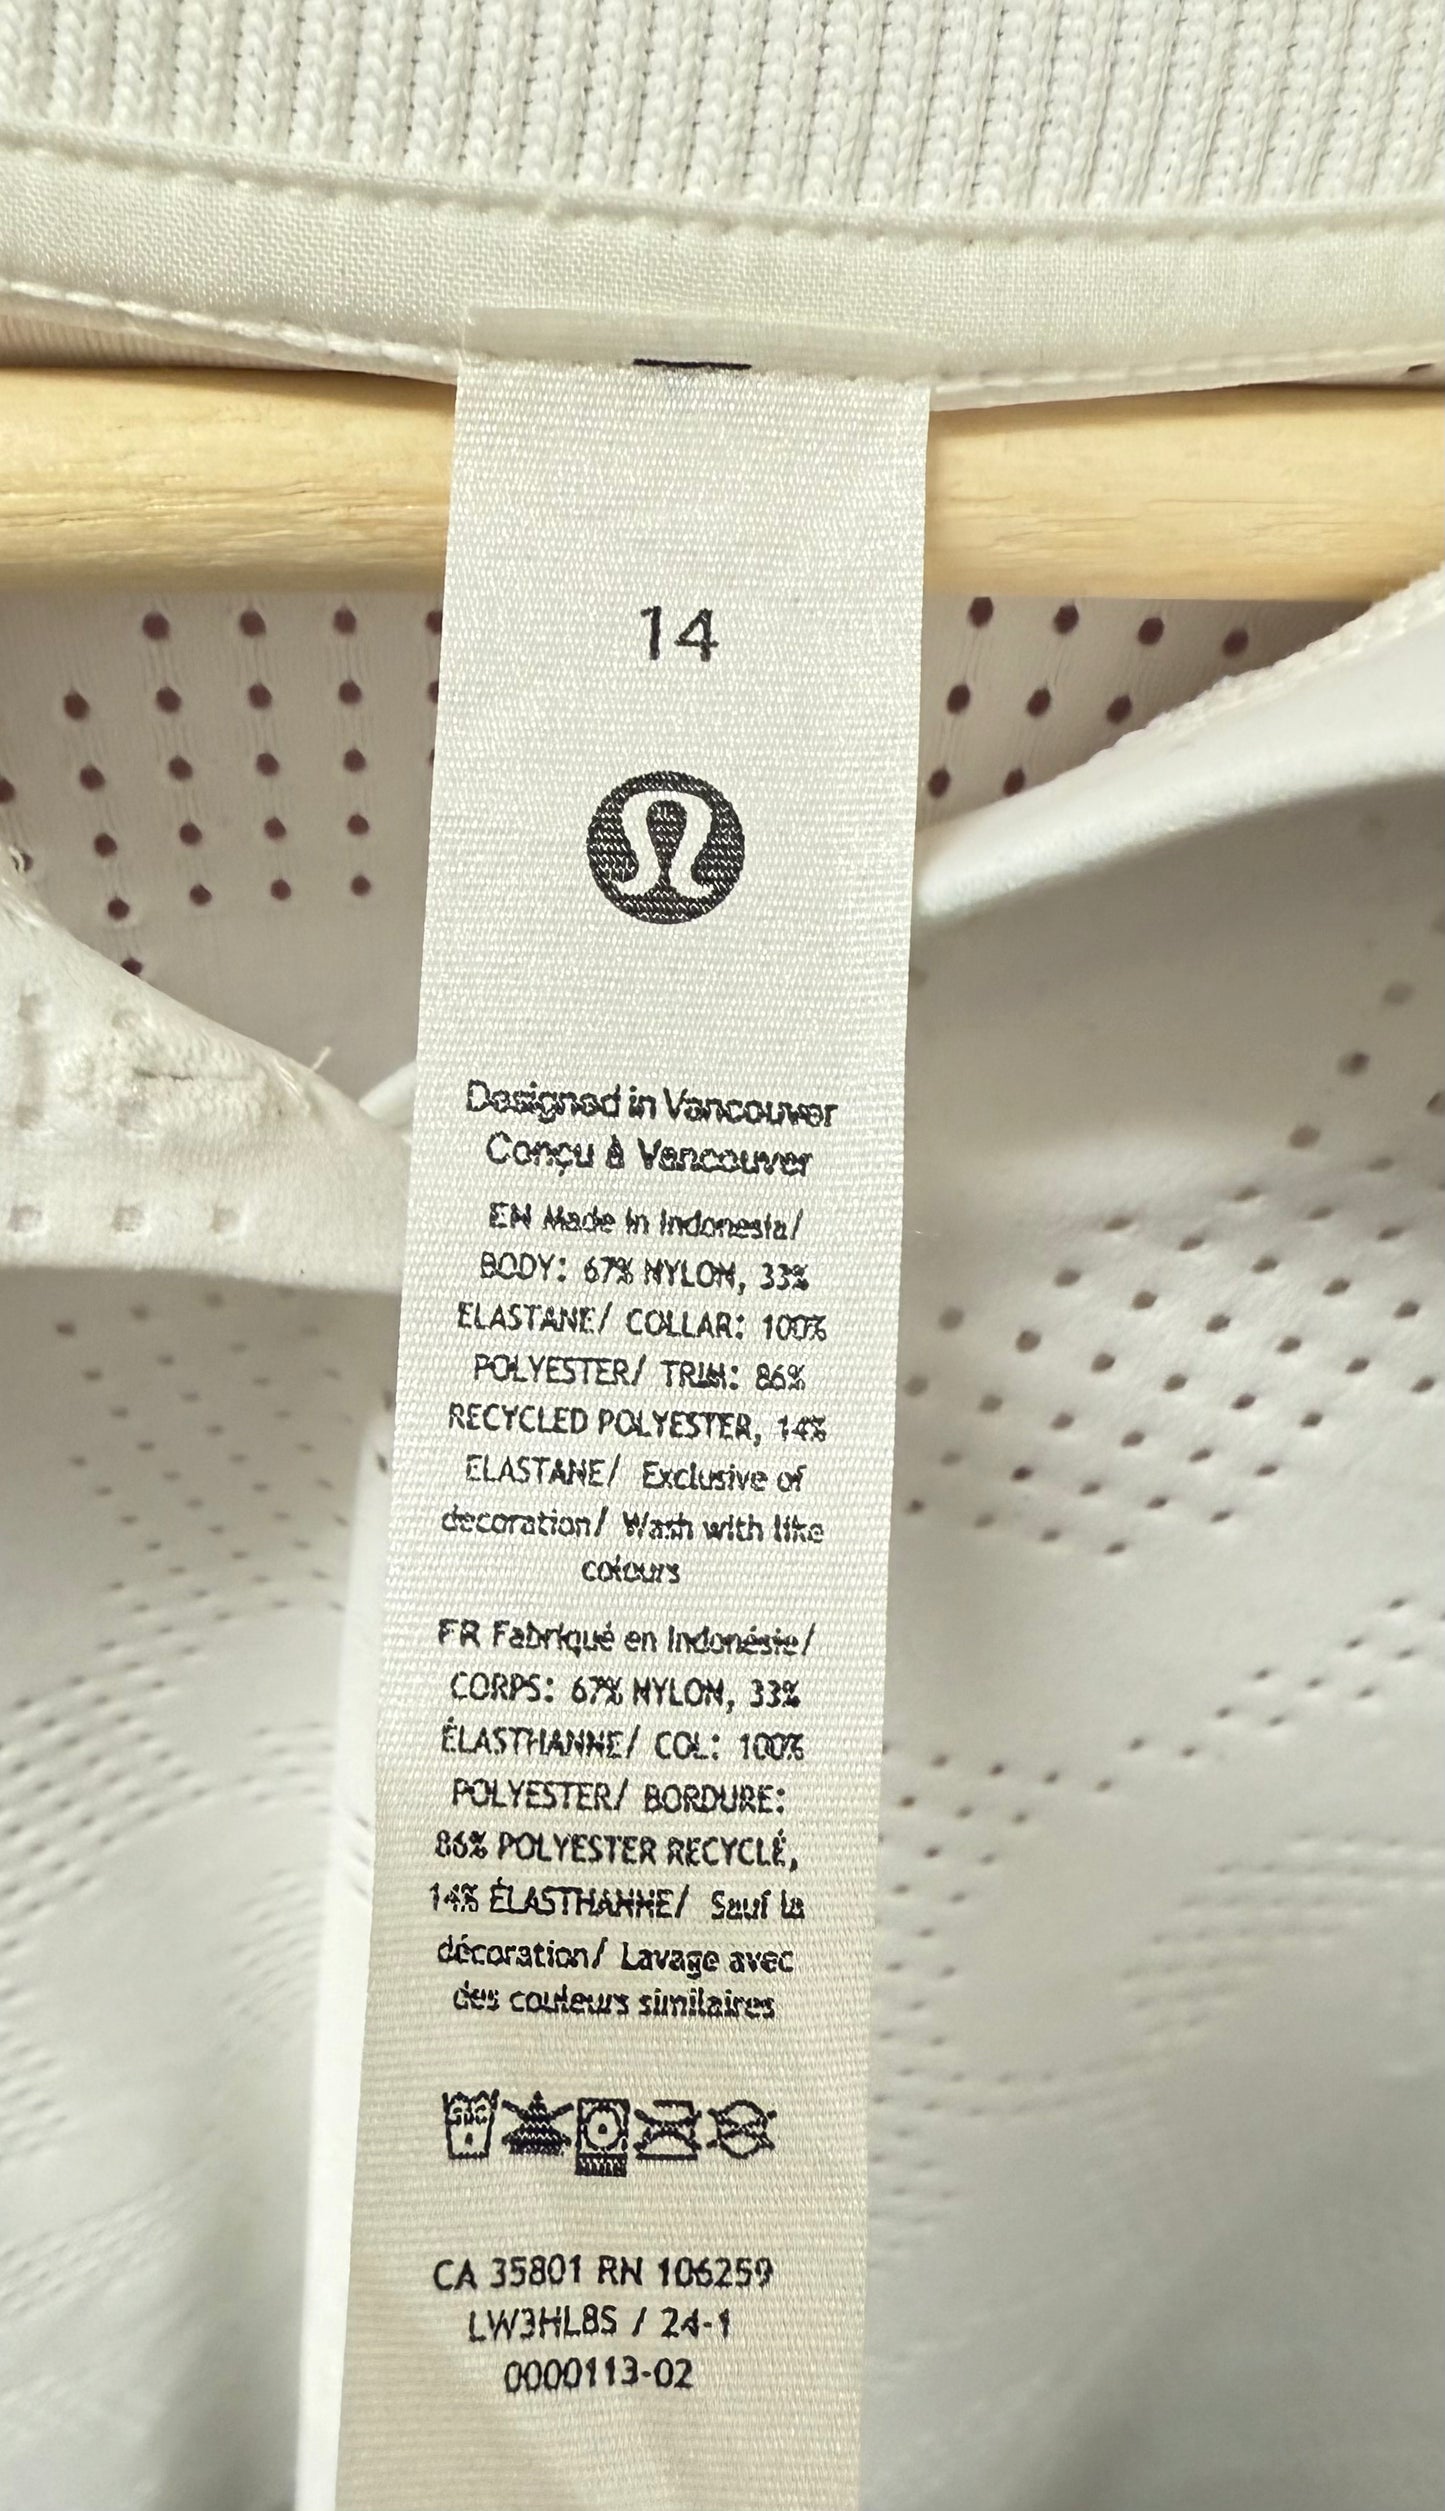 14
Designed in Vancouver
Conçu à Vancouver
EN Made in Indonesia/
BODY: 67% NYLON, 33%
ELASTANE/ COLLAR: 100%
POLYESTER/ TRIM: 86%
RECYCLED POLYESTER, 14%
ELASTANE/ Exclusive of
decoration/ Wash with like
colours
FR Fabriqué en Indonésie/
CORPS: 67% NYLON, 33%
ÉLASTHANNE/ COL: 100%
POLYESTER/ BORDURE:
86% POLYESTER RECYCLÉ,
14% ÉLASTHANNE/ Sauf la
décoration/ Lavage avec
des couleurs similaires
CA 35801 RN 106259
LW3HL8S / 24-1
0000113-02